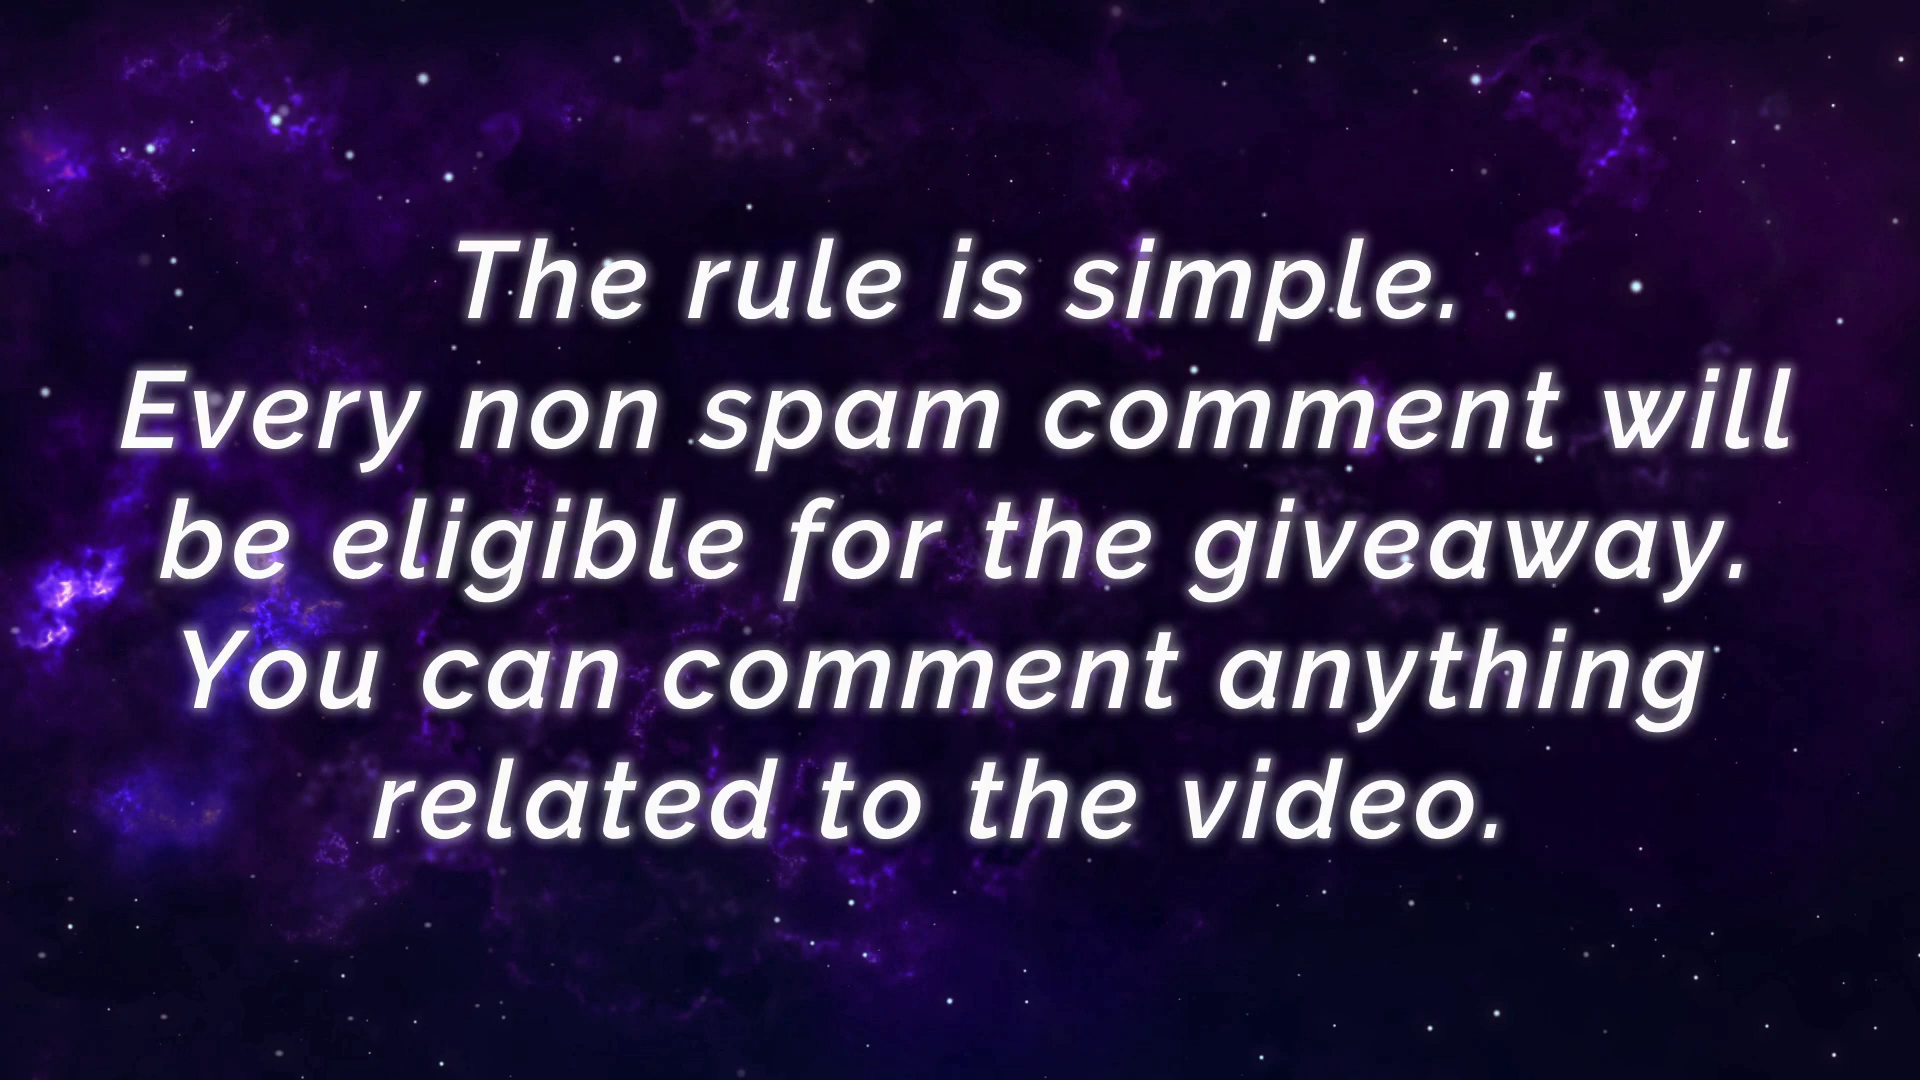 The rule is simple.
Every non spam comment will
be eligible for the giveaway.
You can comment anything
related to the video.